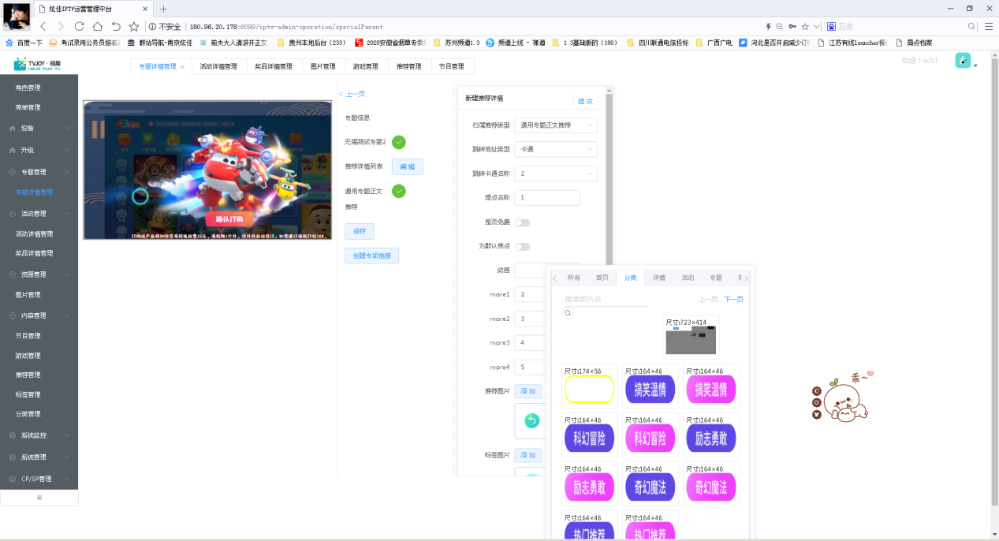 炫佳IPTV运营管理平台
不安全 180.96.20.178:6099/iptv-admin-operation/specialParent
百度
百度一下
考试录用公务员报名
群站导航-南京炫佳
前夫大人请滚开正文
贵州本地后台（233）
2020安徽省烟草专卖
苏州频道1.3
频道上线 - 禅道
1.3基础版的（180）
四川联通电信投标
广西广电
河北是否开启减少订
江苏有线launcher操
局点档案
TVJOY·视趣
HAVE FUN TV
专题详情管理
活动详情管理
奖品详情管理
图片管理
游戏管理
推荐管理
节目管理
欢迎：adsf
角色管理
菜单管理
设备
升级
专题管理
专题详情管理
活动管理
活动详情管理
奖品详情管理
资源管理
图片管理
内容管理
节目管理
游戏管理
推荐管理
标签管理
分类管理
系统监控
系统管理
CP/SP管理
确认订购
上一页
专题信息
无锡测试专题2
推荐详情列表
编 辑
通用专题正文
推荐
保存
创建专项链接
新建推荐详情
提 交
归属推荐类型
通用专题正文推荐
跳转地址类型
卡通
跳转卡通名称
2
埋点名称
1
是否免费
为默认焦点
动画
more1
2
more2
3
more3
4
more4
5
推荐图片
添 加
标签图片
添 加
所有
首页
分类
详情
活动
专题
搜索图片名
上一页
下一页
尺寸:723×414
尺寸:174×56
尺寸:164×46
搞笑温情
尺寸:164×46
搞笑温情
尺寸:164×46
科幻冒险
尺寸:164×46
科幻冒险
尺寸:164×46
励志勇敢
尺寸:164×46
励志勇敢
尺寸:164×46
奇幻魔法
尺寸:164×46
奇幻魔法
尺寸:164×46
热门推荐
尺寸:164×46
热门推荐
乖~